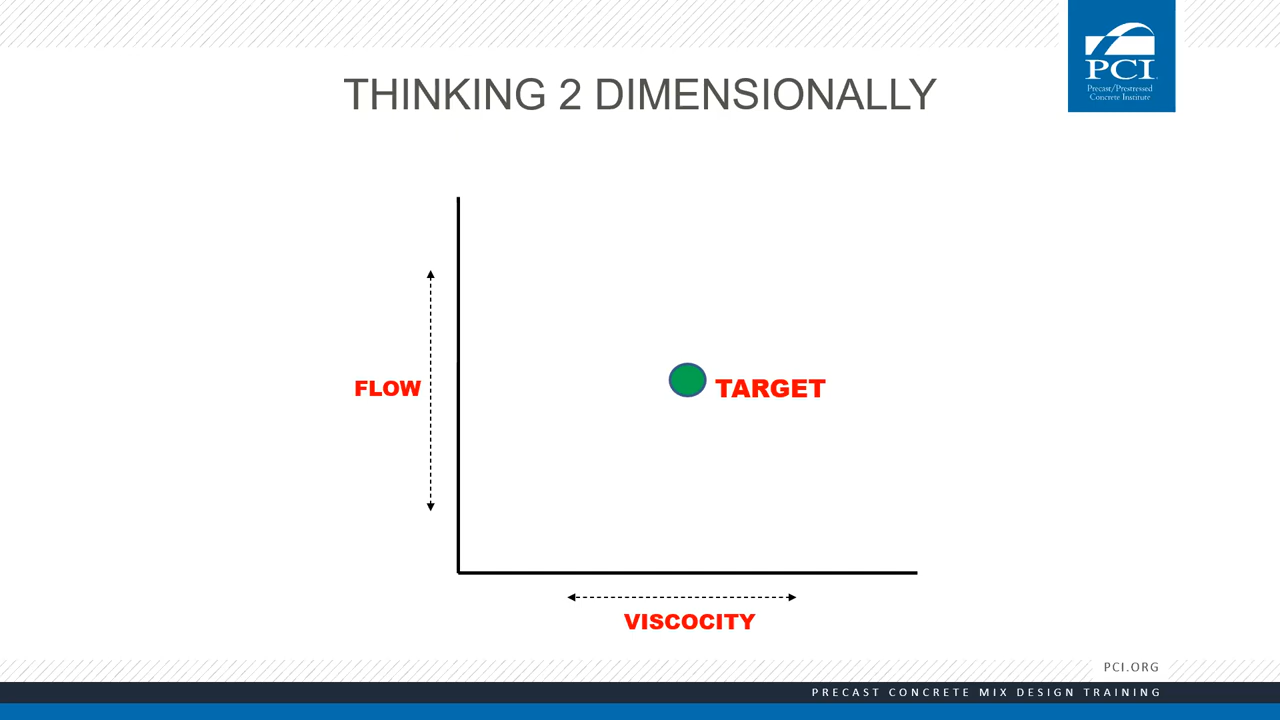 PCI
Precast/Prestressed
Concrete Institute
THINKING 2 DIMENSIONALLY
FLOW
TARGET
VISCOCITY
PCI.ORG
PRECAST CONCRETE MIX DESIGN TRAINING